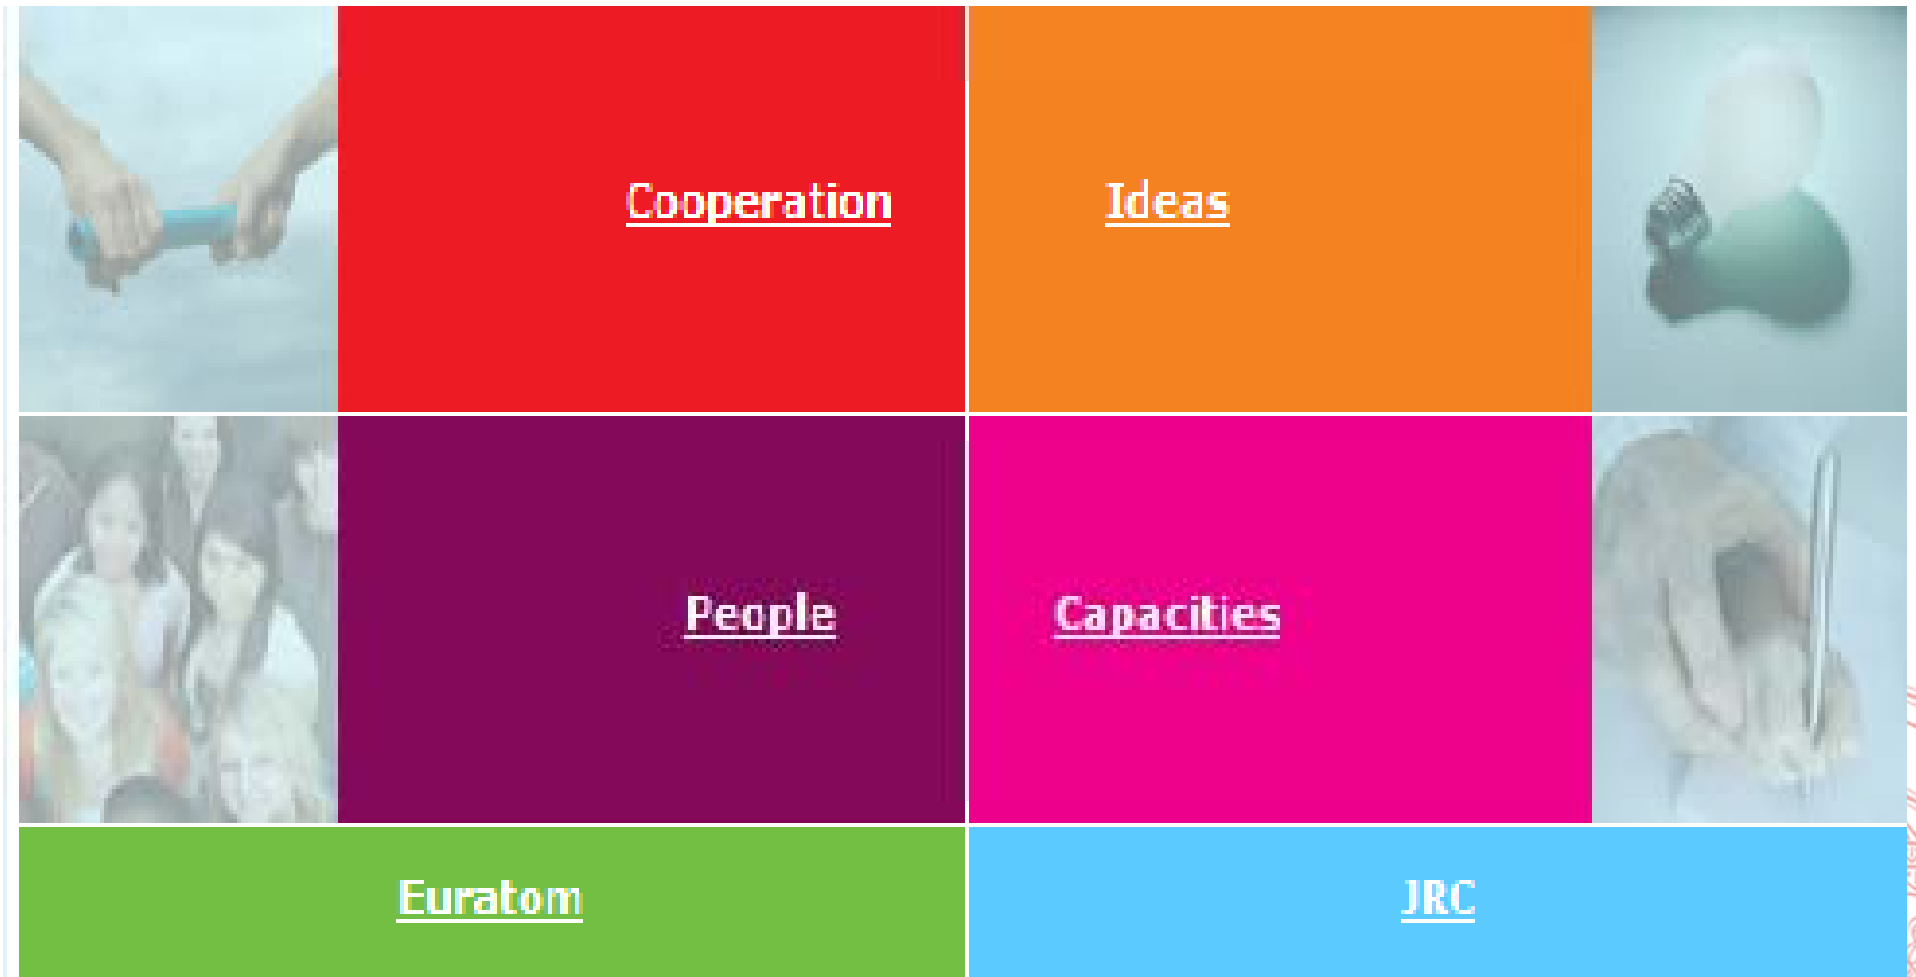 Cooperation
Ideas
People
Capacities
Euratom
JRC